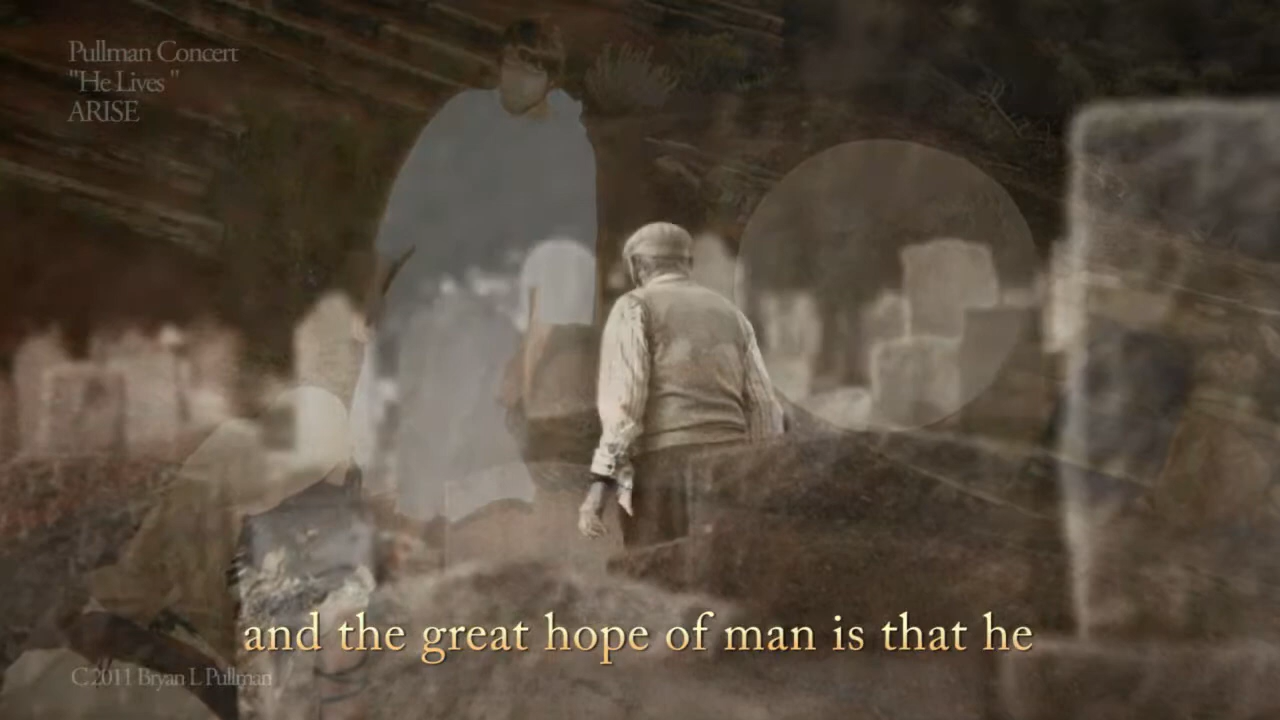 Pullman Concert
"He Lives "
ARISE
and the great hope of man is that he
C 2011 Bryan L Pullman